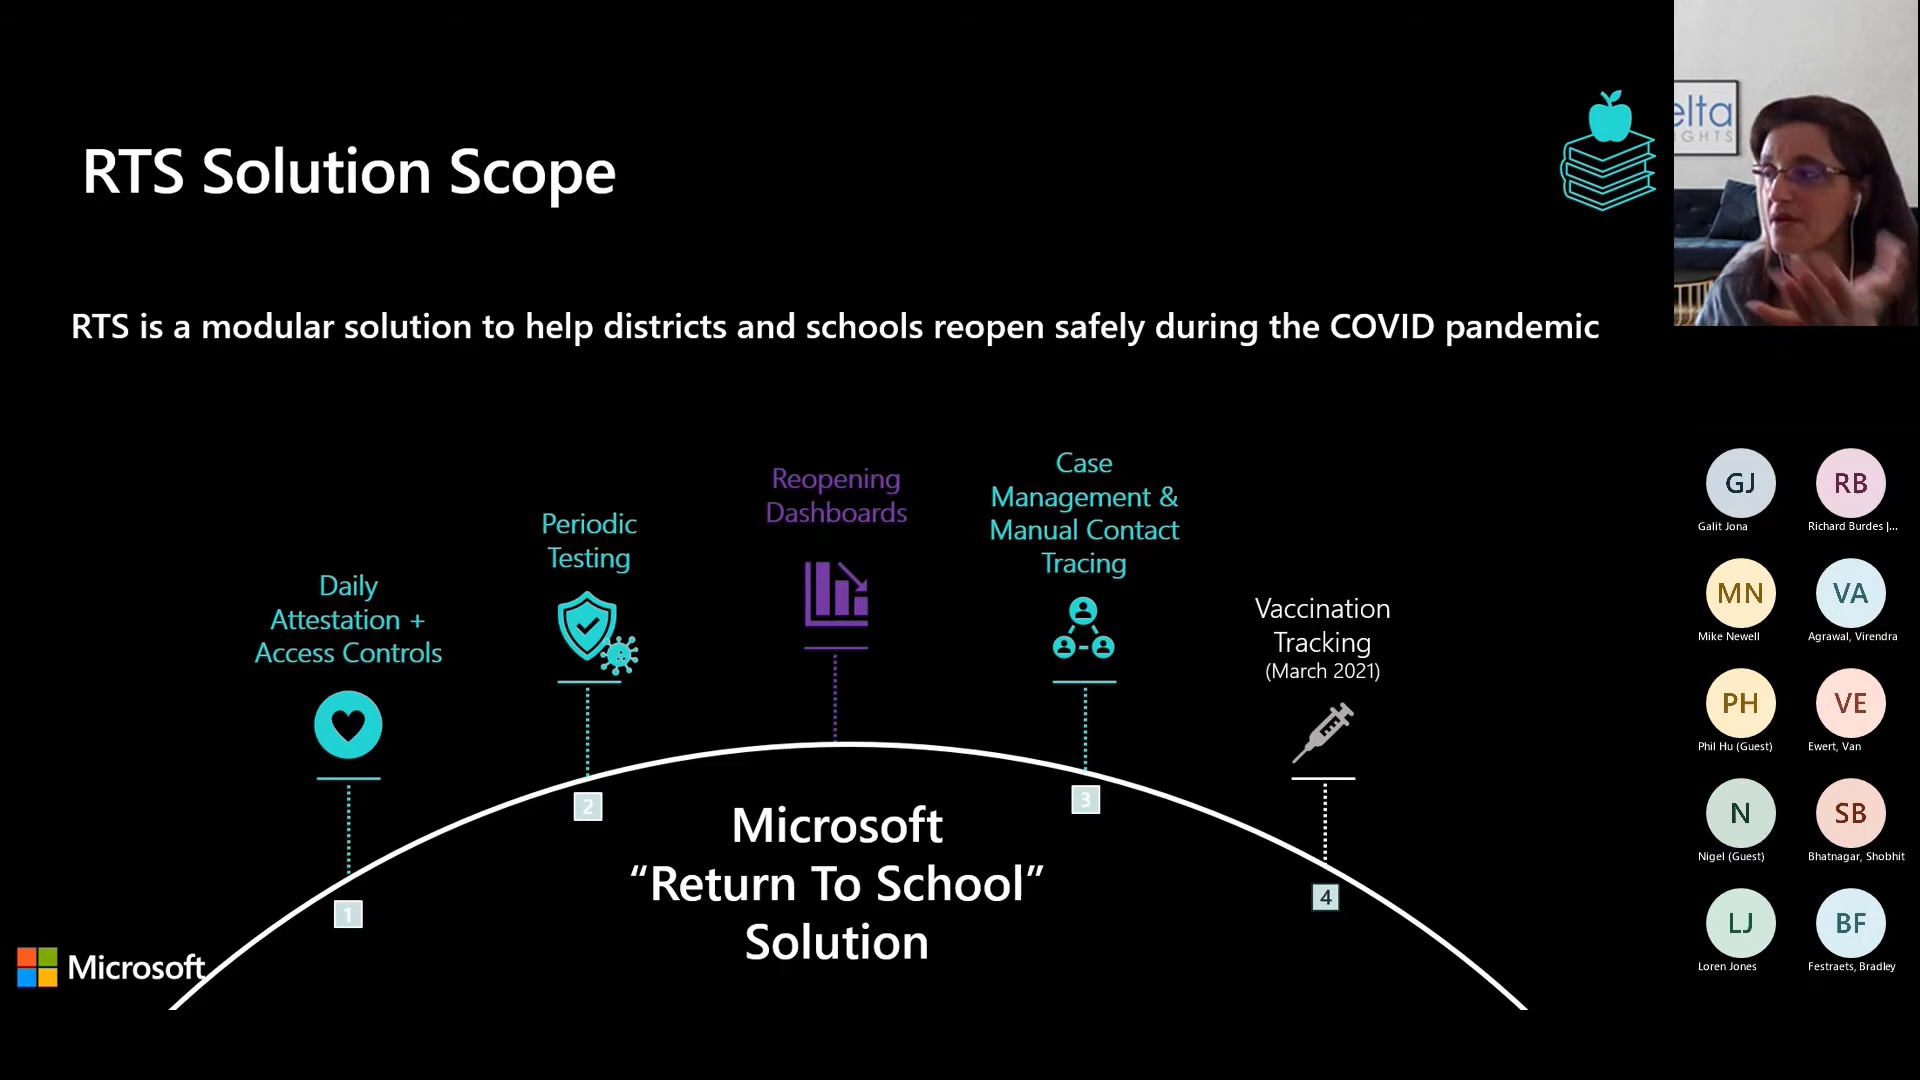 RTS Solution Scope
RTS is a modular solution to help districts and schools reopen safely during the COVID pandemic
Daily
Attestation +
Access Controls
1
Periodic
Testing
2
Reopening
Dashboards
Case
Management &
Manual Contact
Tracing
3
Vaccination
Tracking
(March 2021)
4
Microsoft
“Return To School”
Solution
Microsoft
elta
GHTS
GJ
Galit Jona
RB
Richard Burdes |...
MN
Mike Newell
VA
Agrawal, Virendra
PH
Phil Hu (Guest)
VE
Ewert, Van
N
Nigel (Guest)
SB
Bhatnagar, Shobhit
LJ
Loren Jones
BF
Festraets, Bradley